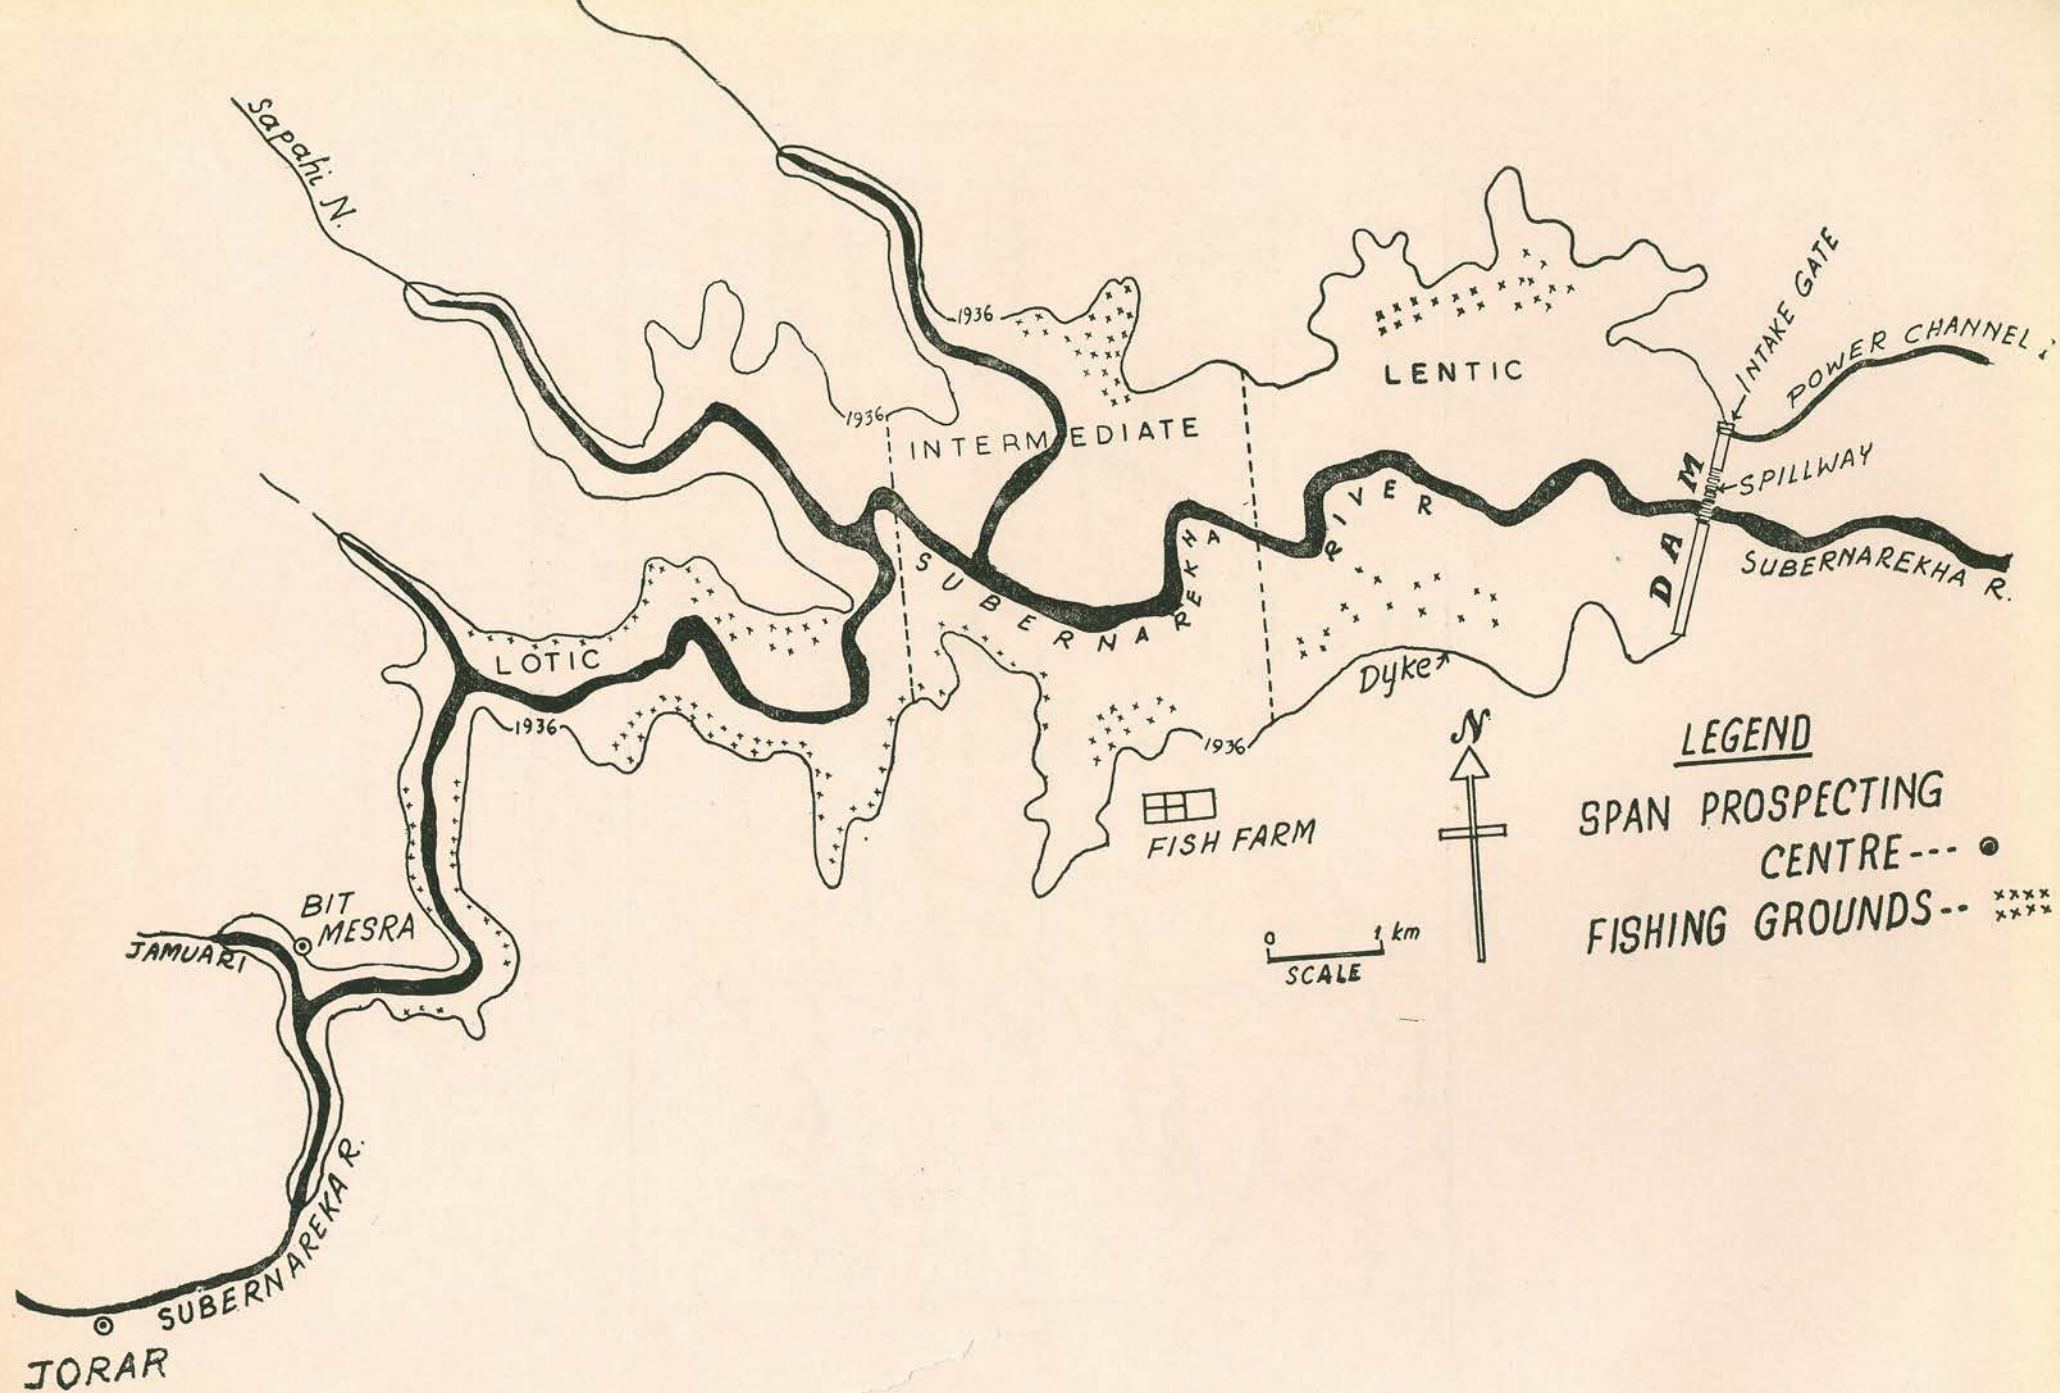 Sapahi N.
1936
1936
INTERMEDIATE
LENTIC
INTAKE GATE
POWER CHANNEL
SPILLWAY
DAM
SUBERNAREKHA R.
SUBERNAREKHA RIVER
LOTIC
1936
1936
Dyke
FISH FARM
N
LEGEND
SPAN PROSPECTING
CENTRE---
FISHING GROUNDS--
0 1 km
SCALE
BIT
MESRA
JAMUARI
SUBERNAREKA R.
JORAR